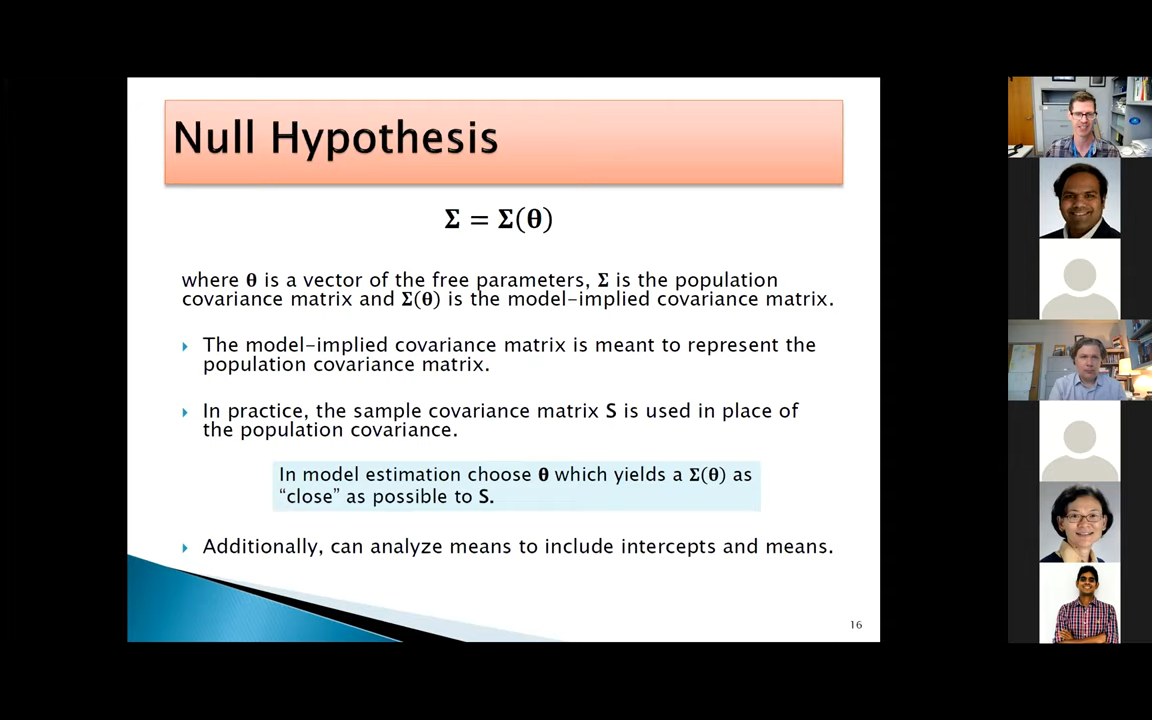 Null Hypothesis
Σ = Σ(θ)
where θ is a vector of the free parameters, Σ is the population
covariance matrix and Σ(θ) is the model-implied covariance matrix.
The model-implied covariance matrix is meant to represent the
population covariance matrix.
In practice, the sample covariance matrix S is used in place of
the population covariance.
In model estimation choose θ which yields a Σ(θ) as
“close” as possible to S.
Additionally, can analyze means to include intercepts and means.
16